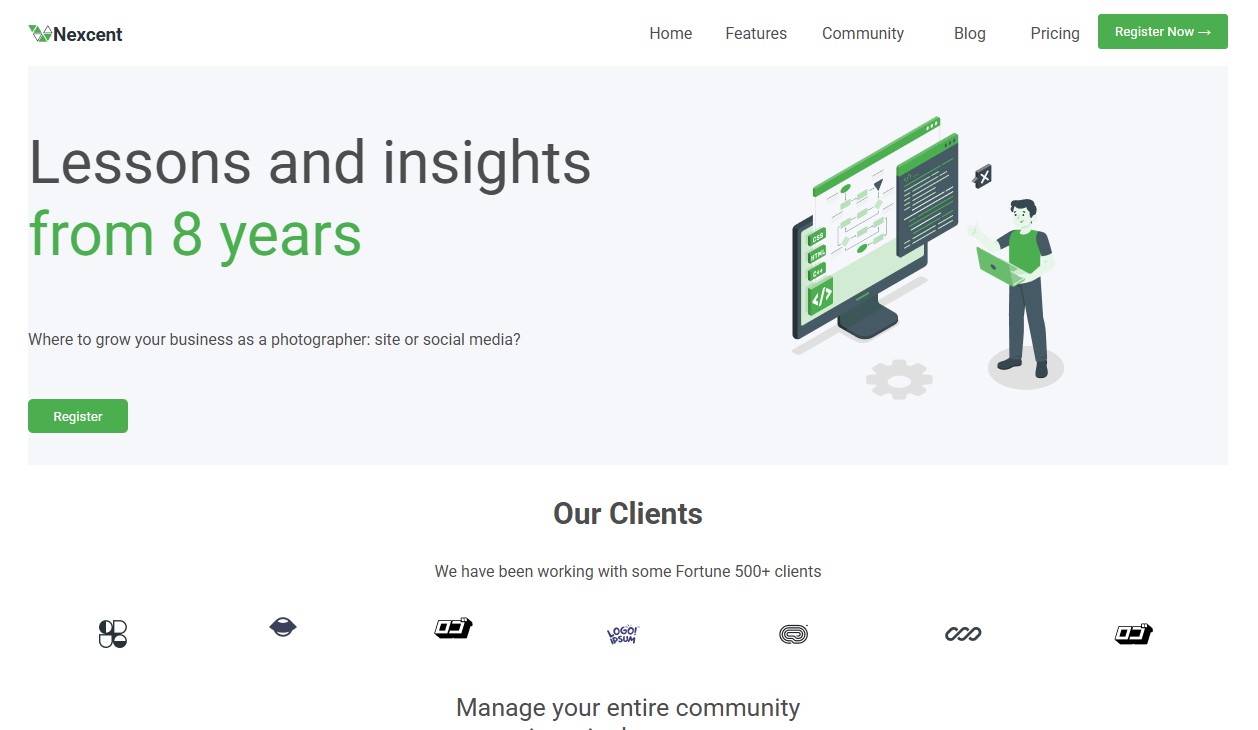 Nexcent
Home Features Community Blog Pricing Register Now →
Lessons and insights
from 8 years
Where to grow your business as a photographer: site or social media?
Register
CSS
HTML
C++
</>
Our Clients
We have been working with some Fortune 500+ clients
LOGO!
IPSUM
Manage your entire community